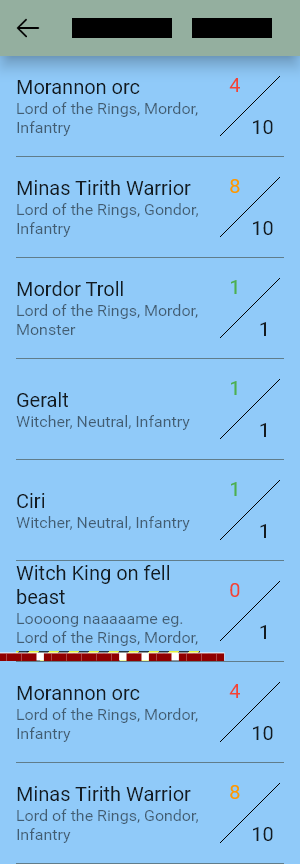 Morannon orc
4
Lord of the Rings, Mordor,
Infantry
10
Minas Tirith Warrior
8
Lord of the Rings, Gondor,
Infantry
10
Mordor Troll
1
Lord of the Rings, Mordor,
Monster
1
Geralt
1
Witcher, Neutral, Infantry
1
Ciri
1
Witcher, Neutral, Infantry
1
Witch King on fell
beast
0
Loooong naaaaame eg.
Lord of the Rings, Mordor,
1
Morannon orc
4
Lord of the Rings, Mordor,
Infantry
10
Minas Tirith Warrior
8
Lord of the Rings, Gondor,
Infantry
10